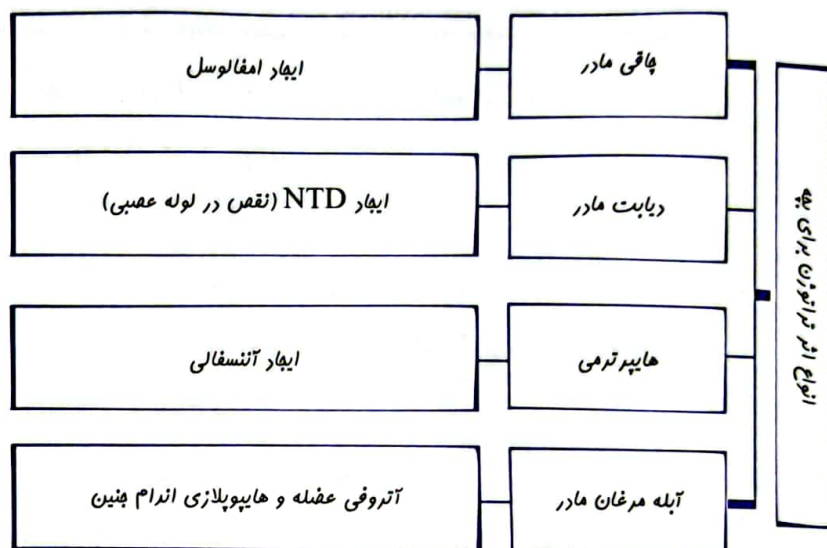 انواع اثر تراتوژن برای بچه
چاقی مادر
ایجاد امفالوسل
دیابت مادر
ایجاد NTD (نقص در لوله عصبی)
هایپرترمی
ایجاد آننسفالی
آبله مرغان مادر
آتروفی عضله و هایپوپلازی اندام جنین